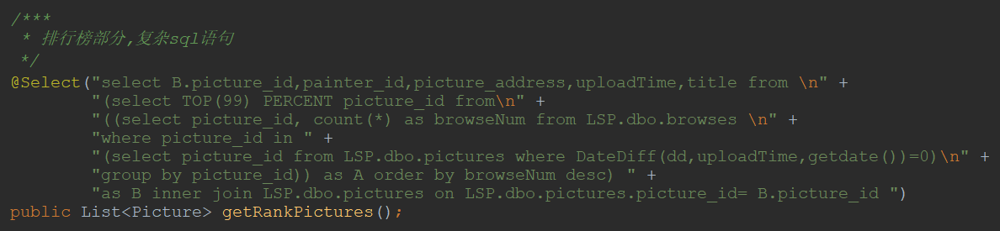 /***
 * 排行榜部分,复杂sql语句
 */
@Select("select B.picture_id,painter_id,picture_address,uploadTime,title from \n" +
        "(select TOP(99) PERCENT picture_id from\n" +
        "((select picture_id, count(*) as browseNum from LSP.dbo.browses \n" +
        "where picture_id in " +
        "(select picture_id from LSP.dbo.pictures where DateDiff(dd,uploadTime,getdate())=0)\n" +
        "group by picture_id)) as A order by browseNum desc) " +
        "as B inner join LSP.dbo.pictures on LSP.dbo.pictures.picture_id= B.picture_id ")
public List<Picture> getRankPictures();